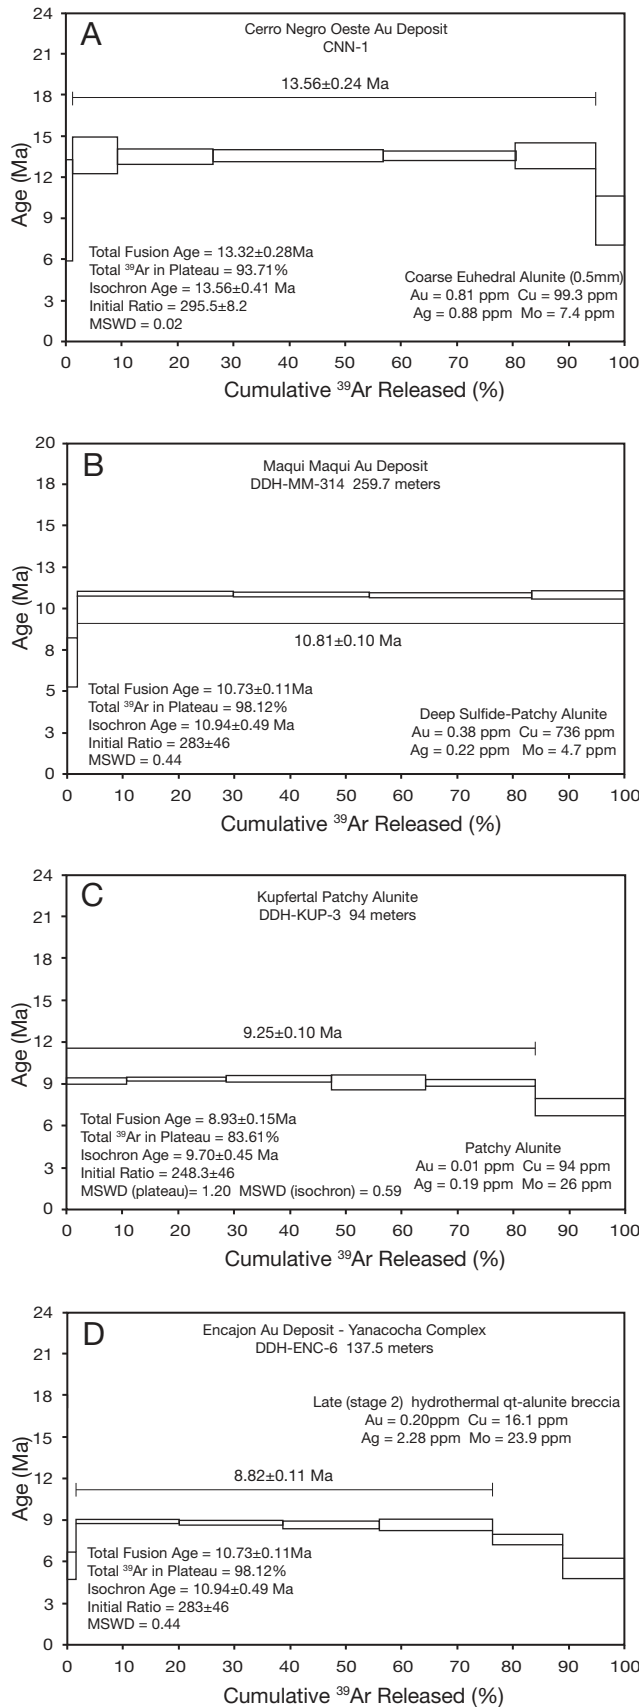 A
Cerro Negro Oeste Au Deposit
CNN-1
13.56±0.24 Ma
Age (Ma)
24
21
18
15
12
9
6
3
0
Total Fusion Age = 13.32±0.28Ma
Total ³⁹Ar in Plateau = 93.71%
Isochron Age = 13.56±0.41 Ma
Initial Ratio = 295.5±8.2
MSWD = 0.02
Coarse Euhedral Alunite (0.5mm)
Au = 0.81 ppm Cu = 99.3 ppm
Ag = 0.88 ppm Mo = 7.4 ppm
0 10 20 30 40 50 60 70 80 90 100
Cumulative ³⁹Ar Released (%)
B
Maqui Maqui Au Deposit
DDH-MM-314 259.7 meters
Age (Ma)
20
18
15
13
10
8
5
3
0
10.81±0.10 Ma
Total Fusion Age = 10.73±0.11Ma
Total ³⁹Ar in Plateau = 98.12%
Isochron Age = 10.94±0.49 Ma
Initial Ratio = 283±46
MSWD = 0.44
Deep Sulfide-Patchy Alunite
Au = 0.38 ppm Cu = 736 ppm
Ag = 0.22 ppm Mo = 4.7 ppm
0 10 20 30 40 50 60 70 80 90 100
Cumulative ³⁹Ar Released (%)
C
Kupfertal Patchy Alunite
DDH-KUP-3 94 meters
Age (Ma)
24
21
18
15
12
9
6
3
0
9.25±0.10 Ma
Total Fusion Age = 8.93±0.15Ma
Total ³⁹Ar in Plateau = 83.61%
Isochron Age = 9.70±0.45 Ma
Initial Ratio = 248.3±46
MSWD (plateau)= 1.20 MSWD (isochron) = 0.59
Patchy Alunite
Au = 0.01 ppm Cu = 94 ppm
Ag = 0.19 ppm Mo = 26 ppm
0 10 20 30 40 50 60 70 80 90 100
Cumulative ³⁹Ar Released (%)
D
Encajon Au Deposit - Yanacocha Complex
DDH-ENC-6 137.5 meters
Age (Ma)
24
21
18
15
12
9
6
3
0
Late (stage 2) hydrothermal qt-alunite breccia
Au = 0.20ppm Cu = 16.1 ppm
Ag = 2.28 ppm Mo = 23.9 ppm
8.82±0.11 Ma
Total Fusion Age = 10.73±0.11Ma
Total ³⁹Ar in Plateau = 98.12%
Isochron Age = 10.94±0.49 Ma
Initial Ratio = 283±46
MSWD = 0.44
0 10 20 30 40 50 60 70 80 90 100
Cumulative ³⁹Ar Released (%)